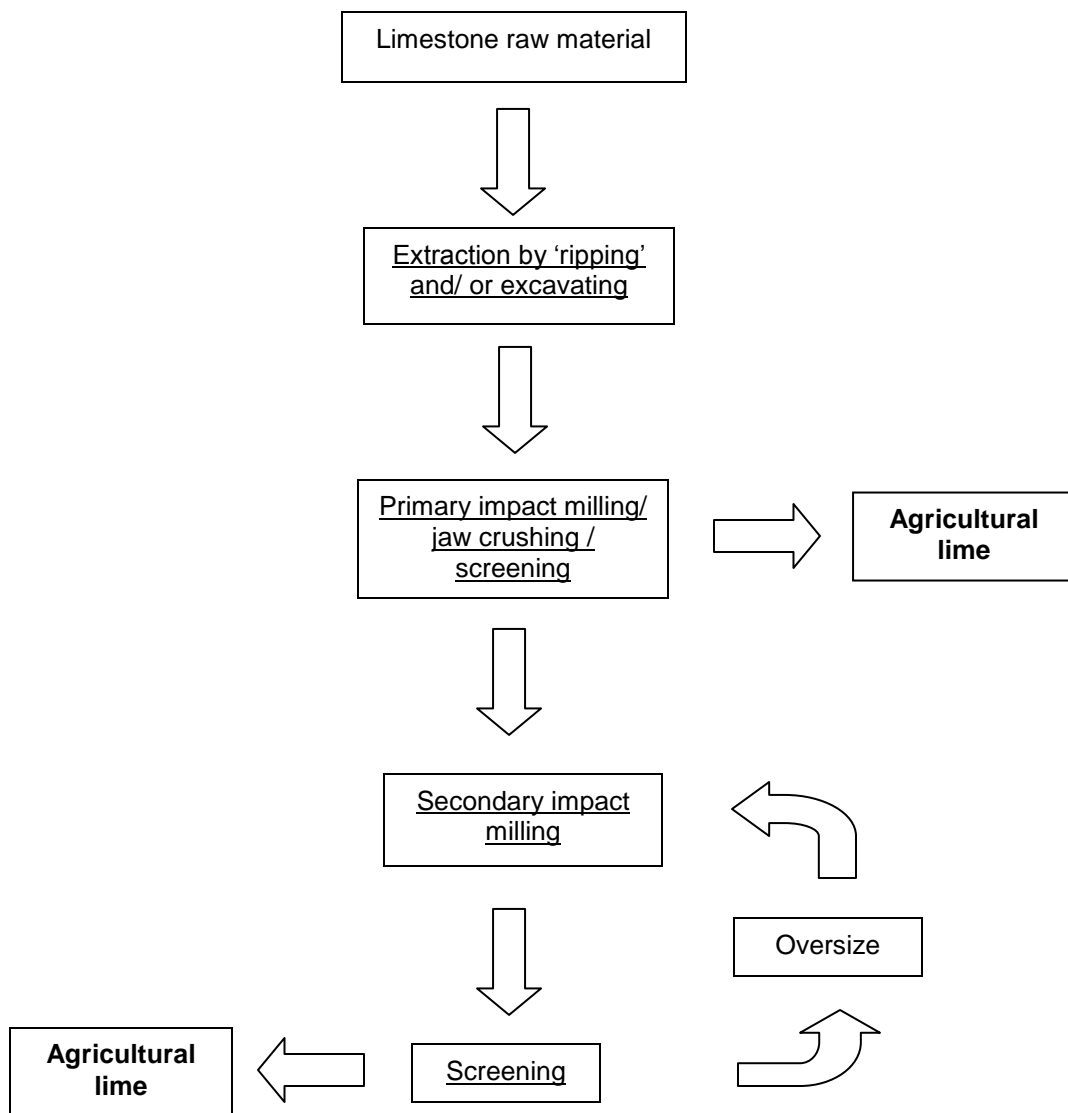 Limestone raw material
Extraction by ‘ripping’
and/ or excavating
Primary impact milling/
jaw crushing /
screening
Agricultural
lime
Secondary impact
milling
Oversize
Agricultural
lime
Screening